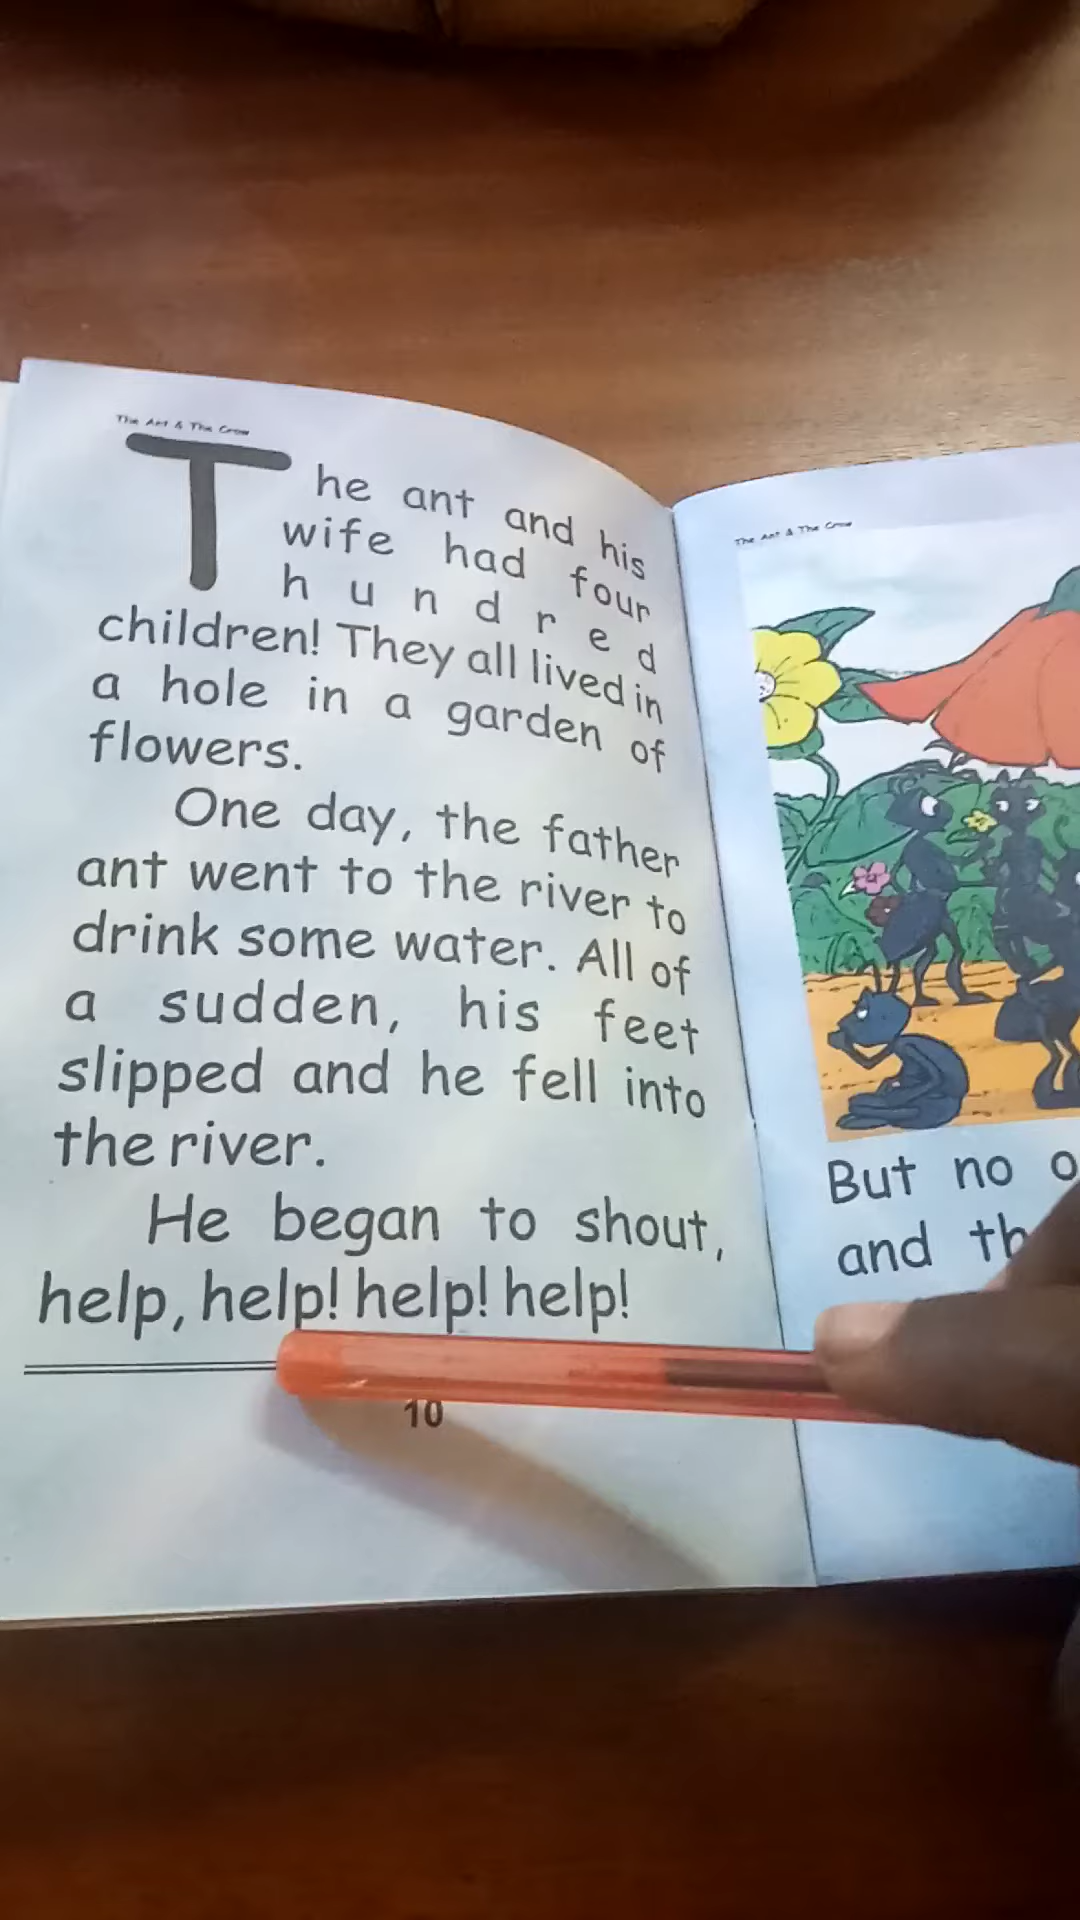 The Ant & The Crow
The ant and his
wife had four
hundred
children! They all lived in
a hole in a garden of
flowers.
One day, the father
ant went to the river to
drink some water. All of
a sudden, his feet
slipped and he fell into
the river.
He began to shout,
help, help! help! help!
10
The Ant & The Crow
But no
and